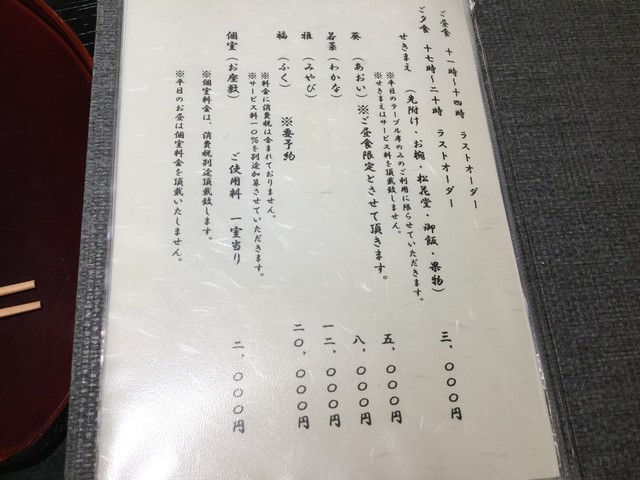 ご昼食 十一時～十四時 ラストオーダー
ご夕食 十七時～二十時 ラストオーダー
せきまえ (先附け・お椀・松花堂・御飯・果物) 三、〇〇〇円
※平日のテーブル席のみのご利用に限らせていただきます。
※せきまえはサービス料を頂戴致しません。
葵 (あおい) ※ご昼食限定とさせて頂きます。 五、〇〇〇円
若菜 (わかな) 八、〇〇〇円
雅 (みやび) 一二、〇〇〇円
福 (ふく) ※要予約 二〇、〇〇〇円
※料金に消費税は含まれておりません。
※サービス料一〇％を別途加算させていただきます。
個室 (お座敷) ご使用料 一室当り 二、〇〇〇円
※個室料金は、消費税別途頂戴致します。
※平日のお昼は個室料金を頂戴いたしません。